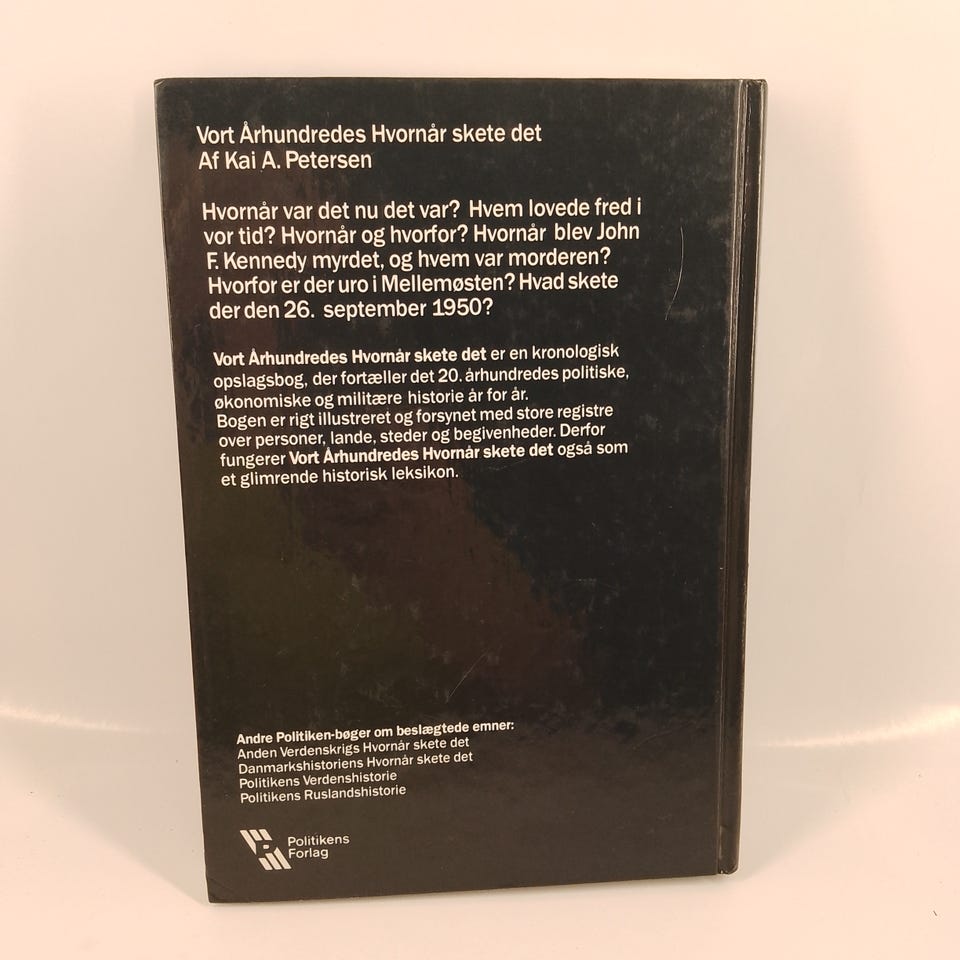 Vort Århundredes Hvornår skete det
Af Kai A. Petersen
Hvornår var det nu det var? Hvem lovede fred i
vor tid? Hvornår og hvorfor? Hvornår blev John
F. Kennedy myrdet, og hvem var morderen?
Hvorfor er der uro i Mellemøsten? Hvad skete
der den 26. september 1950?
Vort Århundredes Hvornår skete det er en kronologisk
opslagsbog, der fortæller det 20. århundredes politiske,
økonomiske og militære historie år for år.
Bogen er rigt illustreret og forsynet med store registre
over personer, lande, steder og begivenheder. Derfor
fungerer Vort Århundredes Hvornår skete det også som
et glimrende historisk leksikon.
Andre Politiken-bøger om beslægtede emner:
Anden Verdenskrigs Hvornår skete det
Danmarkshistoriens Hvornår skete det
Politikens Verdenshistorie
Politikens Ruslandshistorie
P
Politikens
Forlag